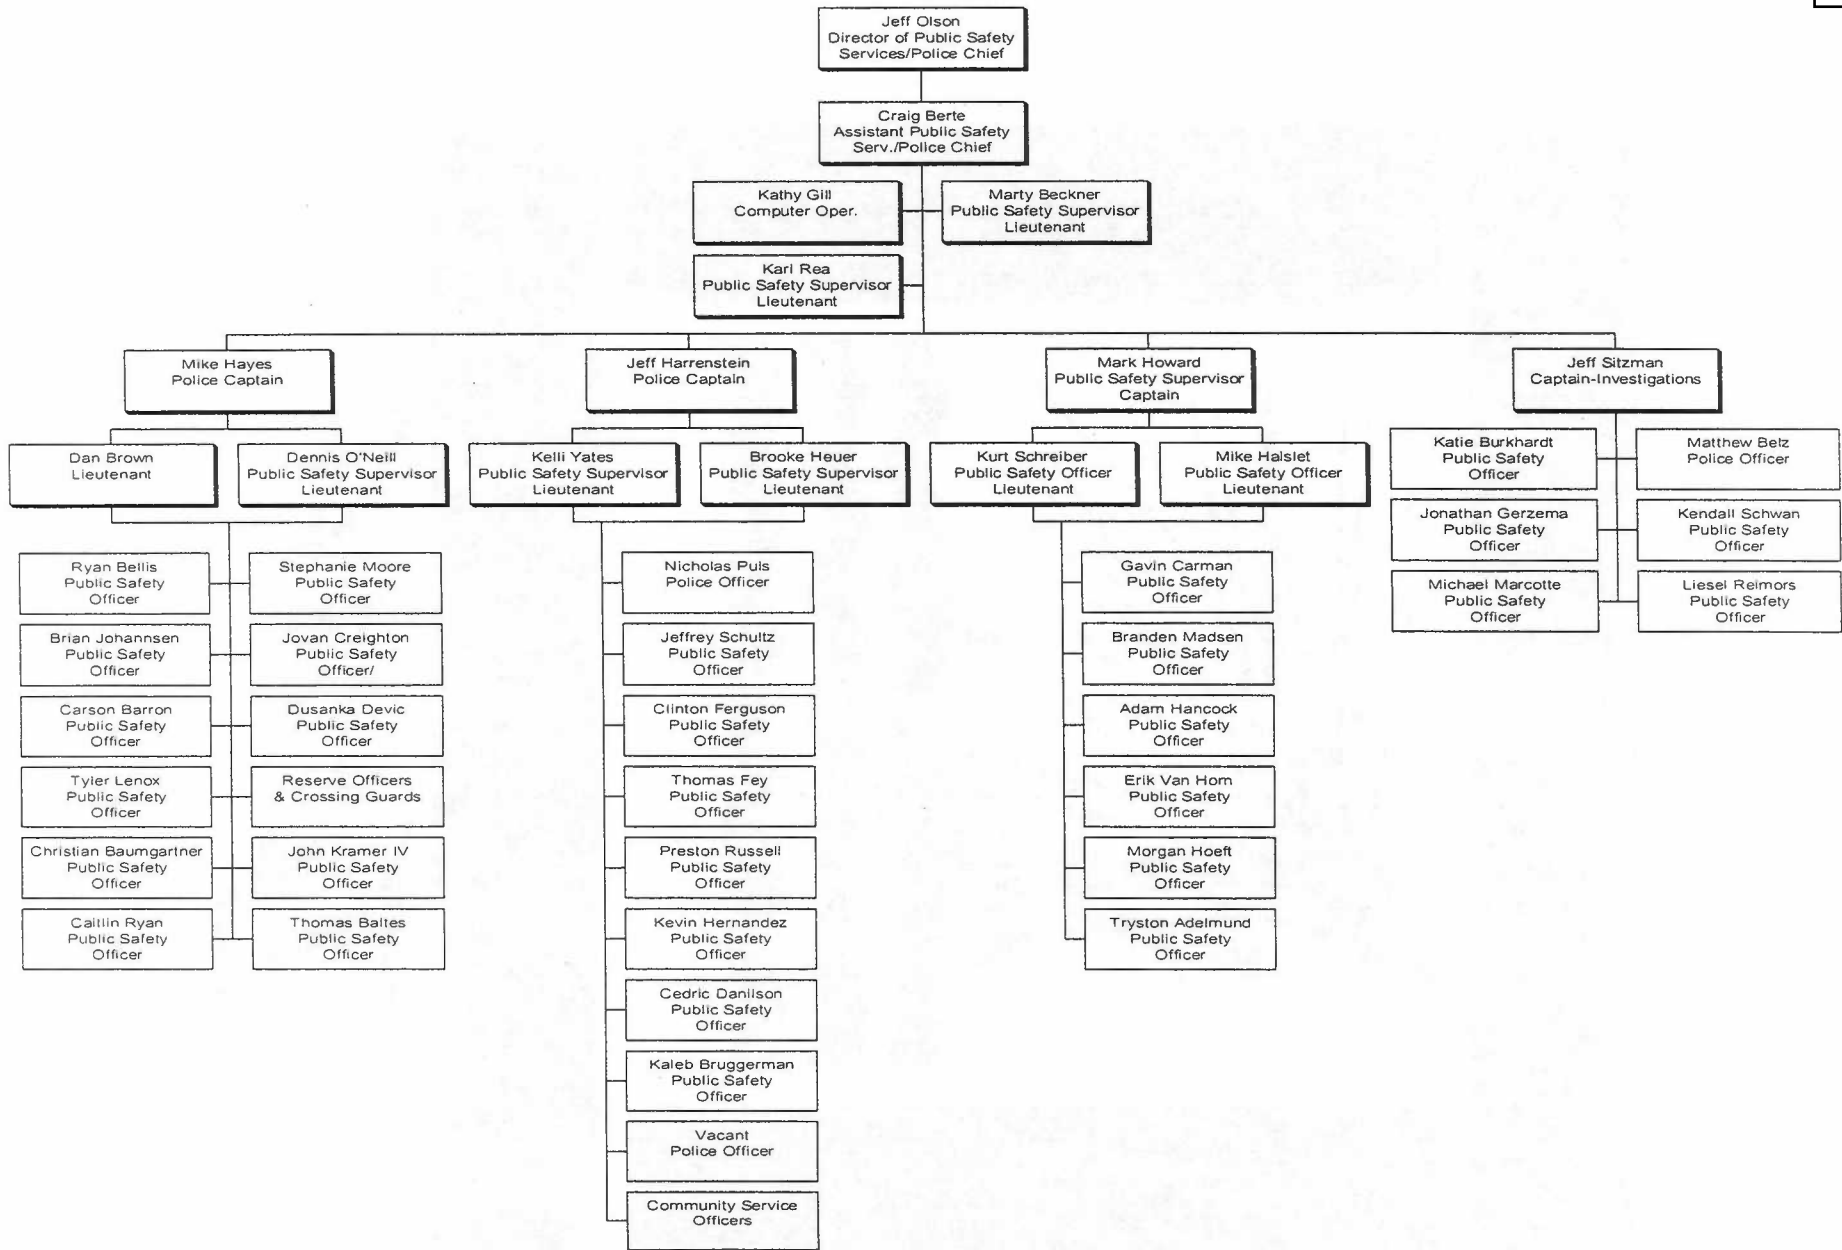 Jeff Olson
Director of Public Safety
Services/Police Chief
Craig Berte
Assistant Public Safety
Serv./Police Chief
Kathy Gill
Computer Oper.
Marty Beckner
Public Safety Supervisor
Lieutenant
Karl Rea
Public Safety Supervisor
Lieutenant
Mike Hayes
Police Captain
Jeff Harrenstein
Police Captain
Mark Howard
Public Safety Supervisor
Captain
Jeff Sitzman
Captain-Investigations
Dan Brown
Lieutenant
Dennis O'Neill
Public Safety Supervisor
Lieutenant
Kelli Yates
Public Safety Supervisor
Lieutenant
Brooke Heuer
Public Safety Supervisor
Lieutenant
Kurt Schreiber
Public Safety Officer
Lieutenant
Mike Halslet
Public Safety Officer
Lieutenant
Katie Burkhardt
Public Safety
Officer
Matthew Belz
Police Officer
Jonathan Gerzema
Public Safety
Officer
Kendall Schwan
Public Safety
Officer
Michael Marcotte
Public Safety
Officer
Liesel Reimors
Public Safety
Officer
Ryan Bellis
Public Safety
Officer
Stephanie Moore
Public Safety
Officer
Brian Johannsen
Public Safety
Officer
Jovan Creighton
Public Safety
Officer/
Carson Barron
Public Safety
Officer
Dusanka Devic
Public Safety
Officer
Tyler Lenox
Public Safety
Officer
Reserve Officers
& Crossing Guards
Christian Baumgartner
Public Safety
Officer
John Kramer IV
Public Safety
Officer
Caitlin Ryan
Public Safety
Officer
Thomas Baltes
Public Safety
Officer
Nicholas Puls
Police Officer
Jeffrey Schultz
Public Safety
Officer
Clinton Ferguson
Public Safety
Officer
Thomas Fey
Public Safety
Officer
Preston Russell
Public Safety
Officer
Kevin Hernandez
Public Safety
Officer
Cedric Danilson
Public Safety
Officer
Kaleb Bruggerman
Public Safety
Officer
Vacant
Police Officer
Community Service
Officers
Gavin Carman
Public Safety
Officer
Branden Madsen
Public Safety
Officer
Adam Hancock
Public Safety
Officer
Erik Van Horn
Public Safety
Officer
Morgan Hoeft
Public Safety
Officer
Tryston Adelmund
Public Safety
Officer